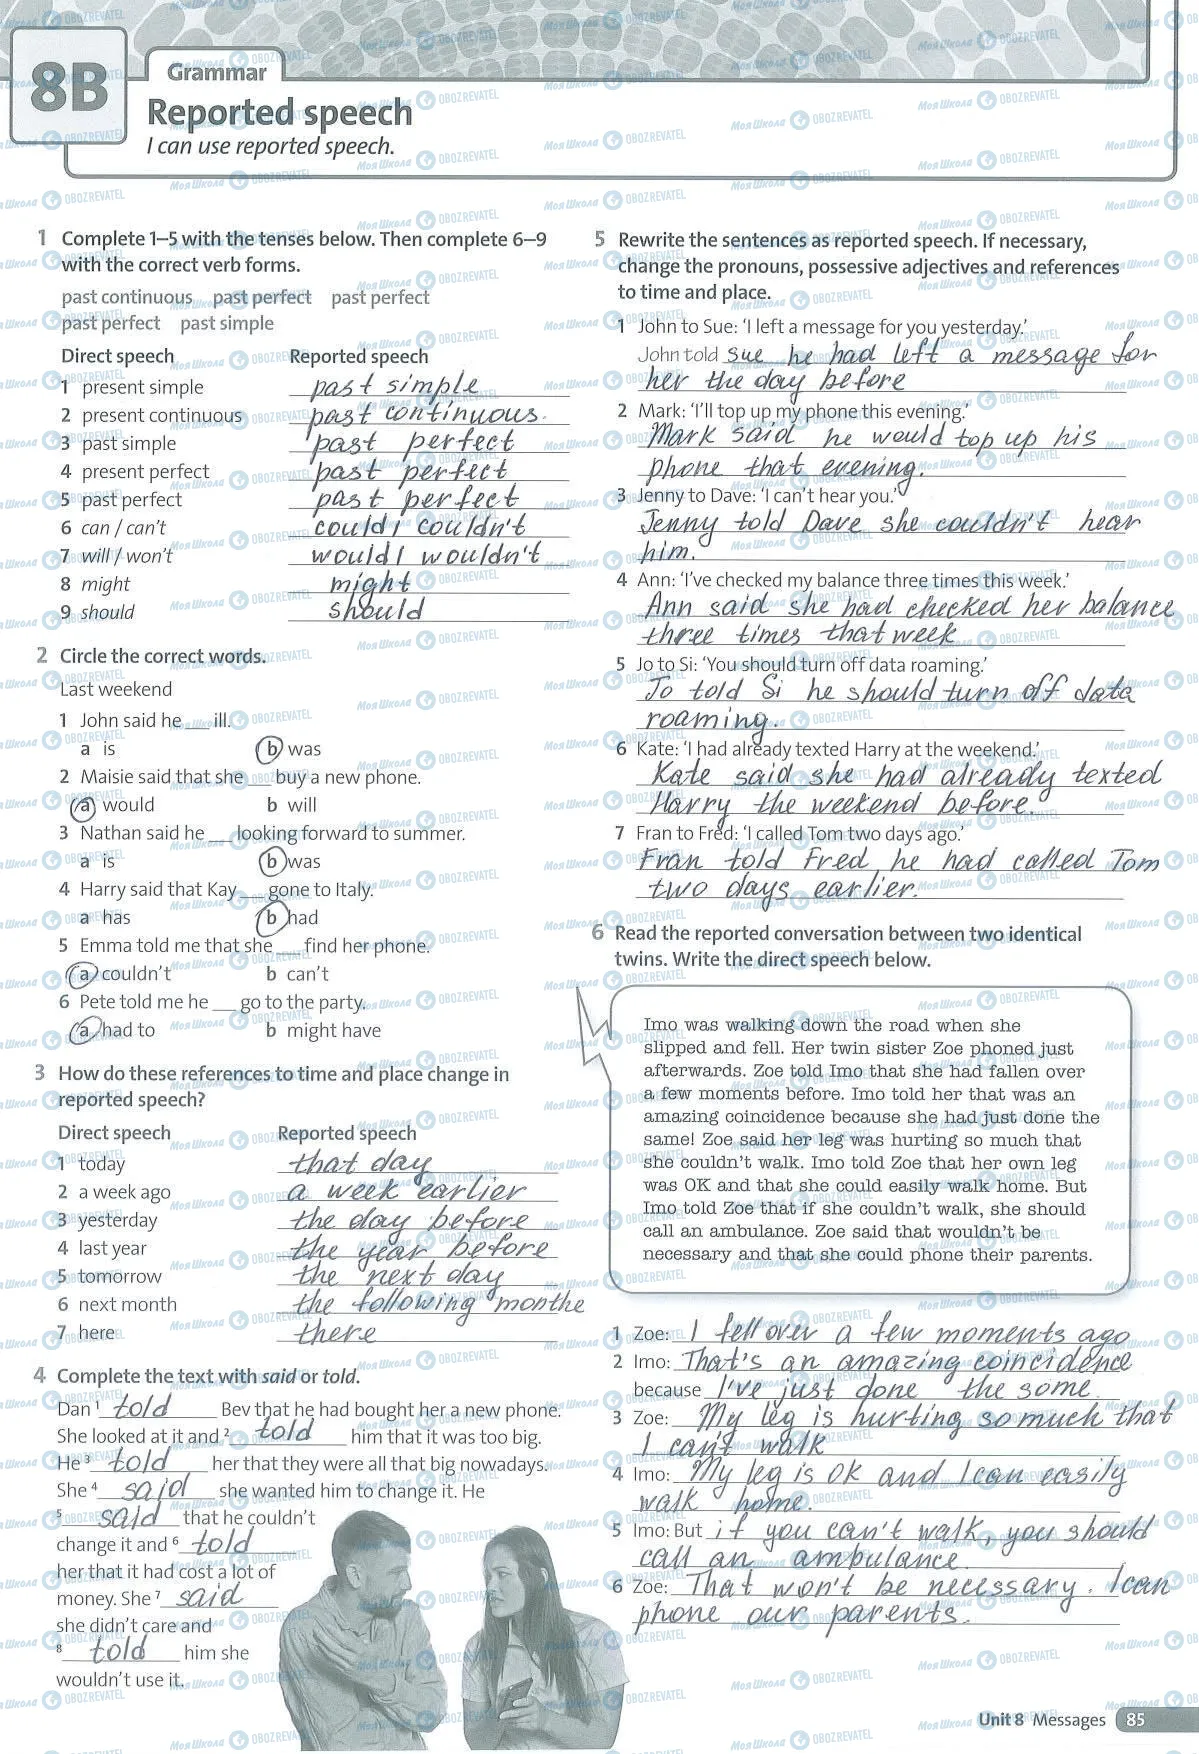 8B
Grammar
Reported speech
I can use reported speech.
1 Complete 1–5 with the tenses below. Then complete 6–9
with the correct verb forms.
past continuous past perfect past perfect
past perfect past simple
Direct speech Reported speech
1 present simple past simple
2 present continuous past continuous.
3 past simple past perfect
4 present perfect past perfect
5 past perfect past perfect
6 can / can't could / couldn't
7 will / won't would / wouldn't
8 might might
9 should should
2 Circle the correct words.
Last weekend
1 John said he ___ ill.
a is b was
2 Maisie said that she ___ buy a new phone.
a would b will
3 Nathan said he ___ looking forward to summer.
a is b was
4 Harry said that Kay ___ gone to Italy.
a has b had
5 Emma told me that she ___ find her phone.
a couldn't b can't
6 Pete told me he ___ go to the party.
a had to b might have
3 How do these references to time and place change in
reported speech?
Direct speech Reported speech
1 today that day
2 a week ago a week earlier
3 yesterday the day before
4 last year the year before
5 tomorrow the next day
6 next month the following monthe
7 here there
4 Complete the text with said or told.
Dan 1 told Bev that he had bought her a new phone.
She looked at it and 2 told him that it was too big.
He 3 told her that they were all that big nowadays.
She 4 said she wanted him to change it. He
5 said that he couldn't
change it and 6 told
her that it had cost a lot of
money. She 7 said
she didn't care and
8 told him she
wouldn't use it.
5 Rewrite the sentences as reported speech. If necessary,
change the pronouns, possessive adjectives and references
to time and place.
1 John to Sue: 'I left a message for you yesterday.'
John told sue he had left a message for
her the day before
2 Mark: 'I'll top up my phone this evening.'
Mark said he would top up his
phone that evening.
3 Jenny to Dave: 'I can't hear you.'
Jenny told Dave she couldn't hear
him.
4 Ann: 'I've checked my balance three times this week.'
Ann said she had checked her balance
three times that week
5 Jo to Si: 'You should turn off data roaming.'
Jo told Si he should turn off data
roaming.
6 Kate: 'I had already texted Harry at the weekend.'
Kate said she had already texted
Harry the weekend before.
7 Fran to Fred: 'I called Tom two days ago.'
Fran told Fred he had called Tom
two days earlier.
6 Read the reported conversation between two identical
twins. Write the direct speech below.
Imo was walking down the road when she
slipped and fell. Her twin sister Zoe phoned just
afterwards. Zoe told Imo that she had fallen over
a few moments before. Imo told her that was an
amazing coincidence because she had just done the
same! Zoe said her leg was hurting so much that
she couldn't walk. Imo told Zoe that her own leg
was OK and that she could easily walk home. But
Imo told Zoe that if she couldn't walk, she should
call an ambulance. Zoe said that wouldn't be
necessary and that she could phone their parents.
1 Zoe: I fell over a few moments ago
2 Imo: That's an amazing coincidence
because I've just done the some.
3 Zoe: My leg is hurting so much that
I can't walk
4 Imo: My leg is OK and I can easily
walk home.
5 Imo: But if you can't walk, you should
call an ambulance.
6 Zoe: That won't be necessary. I can
phone our parents.
Unit 8 Messages 85
Моя Школа OBOZREVATEL